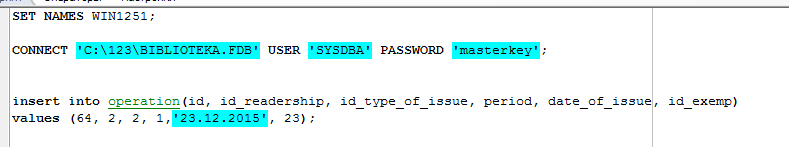 SET NAMES WIN1251;
CONNECT 'C:\123\BIBLIOTEKA.FDB' USER 'SYSDBA' PASSWORD 'masterkey';
insert into operation(id, id_readership, id_type_of_issue, period, date_of_issue, id_exemp)
values (64, 2, 2, 1,'23.12.2015', 23);